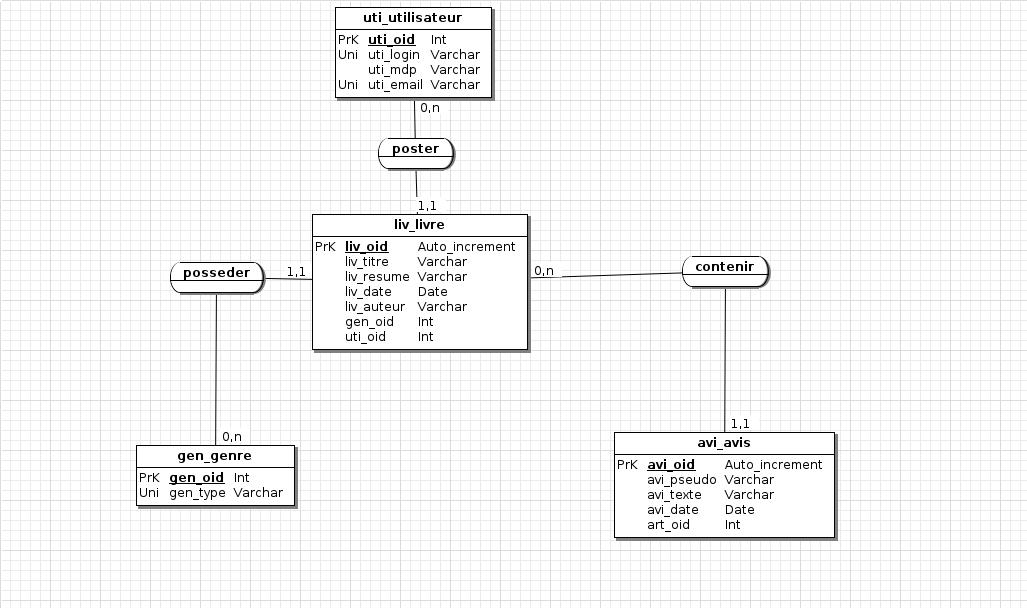 uti_utilisateur
PrK uti_oid Int
Uni uti_login Varchar
uti_mdp Varchar
Uni uti_email Varchar
0,n
poster
1,1
liv_livre
PrK liv_oid Auto_increment
liv_titre Varchar
liv_resume Varchar
liv_date Date
liv_auteur Varchar
gen_oid Int
uti_oid Int
posseder
1,1
0,n
contenir
0,n
gen_genre
PrK gen_oid Int
Uni gen_type Varchar
1,1
avi_avis
PrK avi_oid Auto_increment
avi_pseudo Varchar
avi_texte Varchar
avi_date Date
art_oid Int